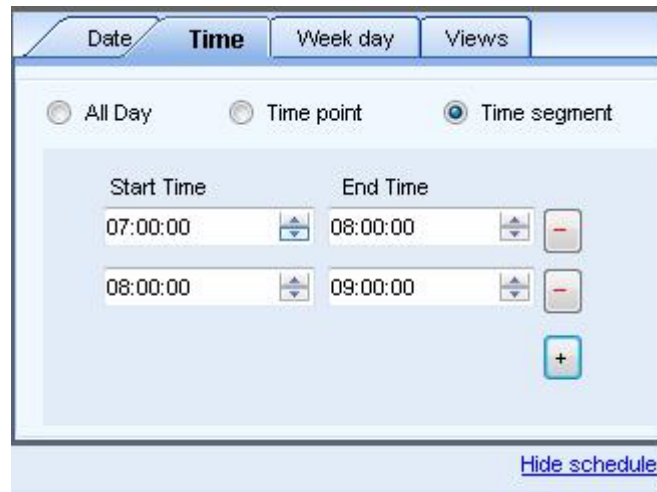 Date Time Week day Views
All Day Time point Time segment
Start Time End Time
07:00:00 08:00:00 −
08:00:00 09:00:00 −
+
Hide schedule